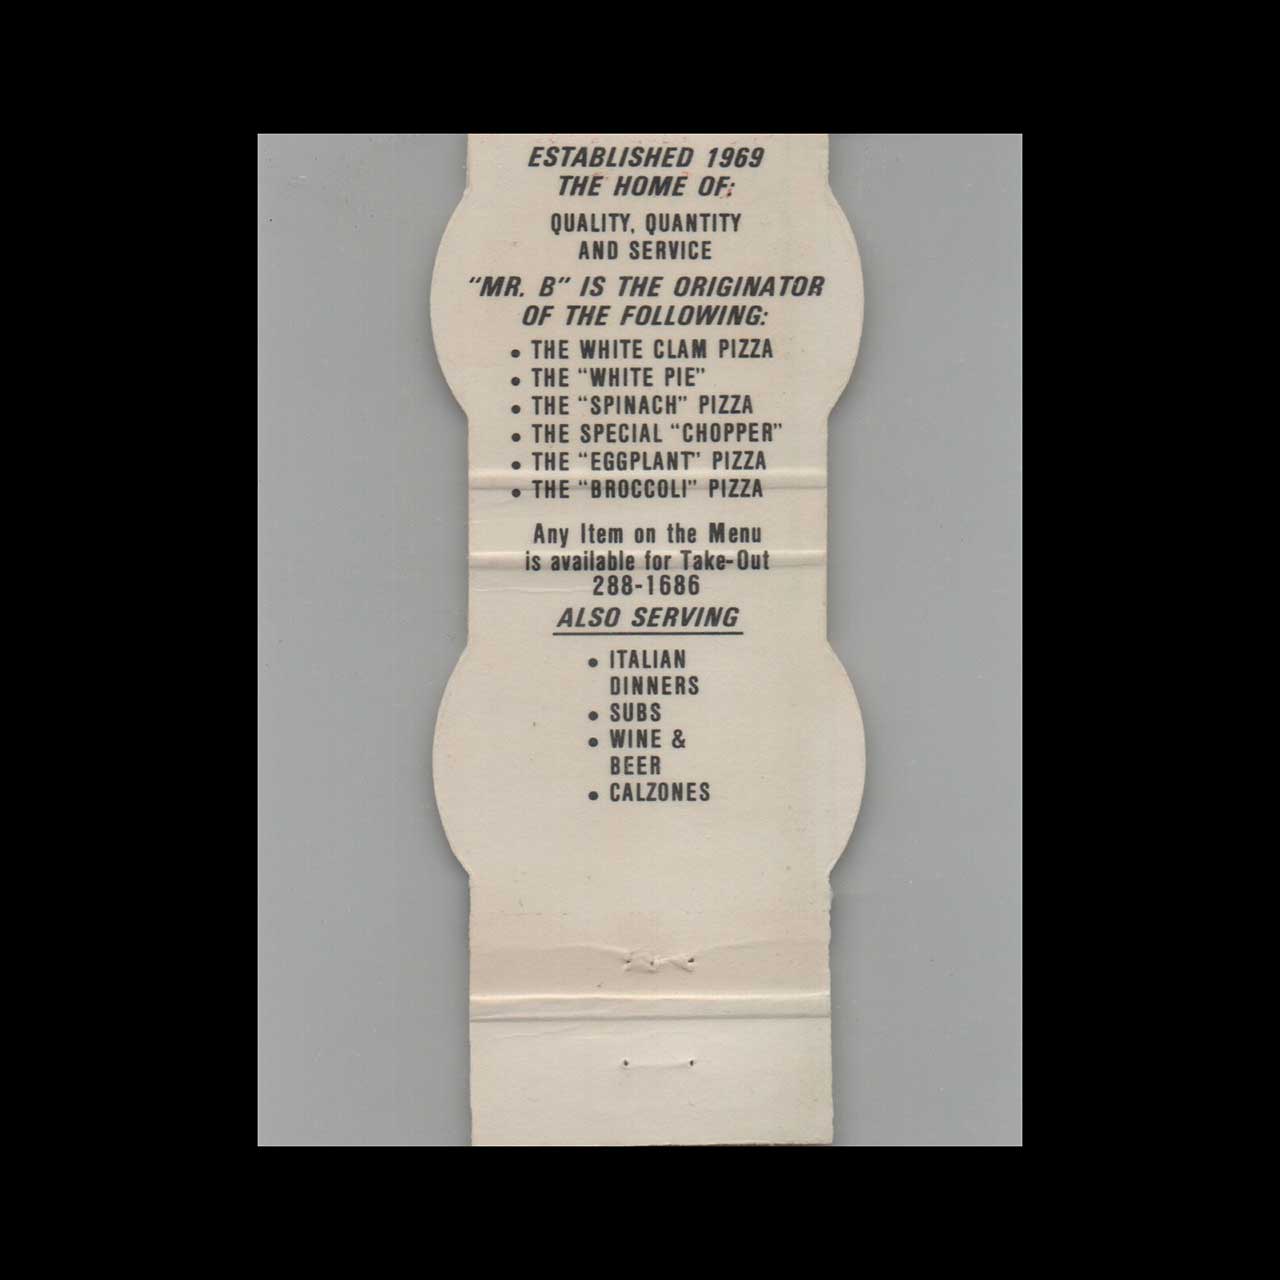 ESTABLISHED 1969
THE HOME OF:
QUALITY, QUANTITY
AND SERVICE
"MR. B" IS THE ORIGINATOR
OF THE FOLLOWING:
• THE WHITE CLAM PIZZA
• THE "WHITE PIE"
• THE "SPINACH" PIZZA
• THE SPECIAL "CHOPPER"
• THE "EGGPLANT" PIZZA
• THE "BROCCOLI" PIZZA
Any Item on the Menu
is available for Take-Out
288-1686
ALSO SERVING
• ITALIAN
DINNERS
• SUBS
• WINE &
BEER
• CALZONES